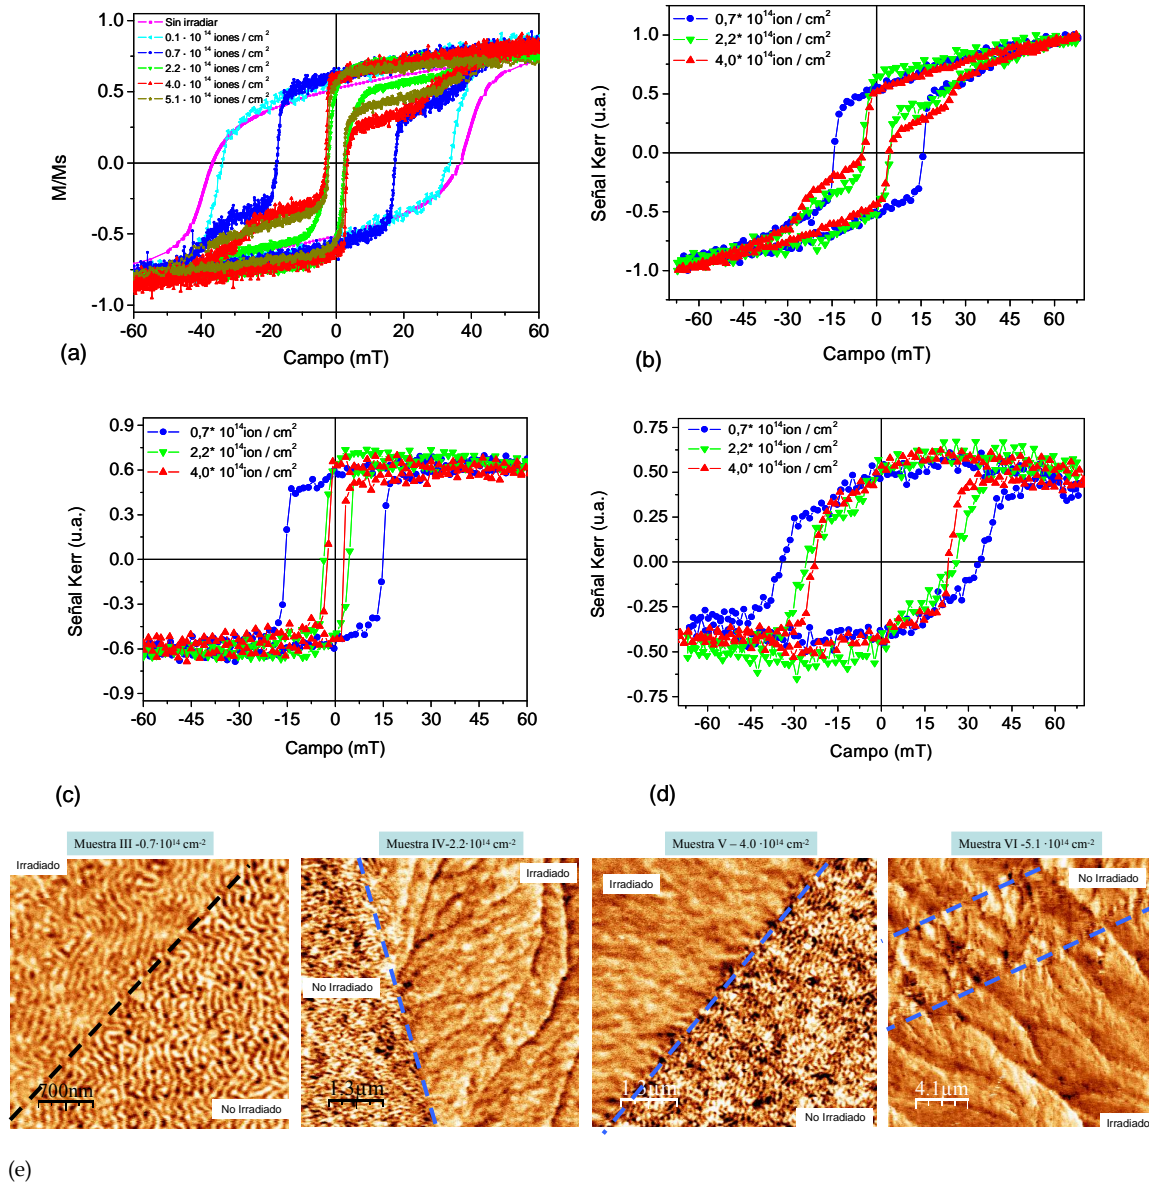 Sin irradiar
0.1 · 10^14 iones / cm^2
0.7 · 10^14 iones / cm^2
2.2 · 10^14 iones / cm^2
4.0 · 10^14 iones / cm^2
5.1 · 10^14 iones / cm^2
1.0
0.5
0.0
-0.5
-1.0
M/Ms
-60 -40 -20 0 20 40 60
Campo (mT)
(a)
0,7* 10^14 ion / cm^2
2,2* 10^14 ion / cm^2
4,0* 10^14 ion / cm^2
1.0
0.5
0.0
-0.5
-1.0
Señal Kerr (u.a.)
-60 -45 -30 -15 0 15 30 45 60
Campo (mT)
(b)
0,7* 10^14 ion / cm^2
2,2* 10^14 ion / cm^2
4,0* 10^14 ion / cm^2
0.9
0.6
0.3
0.0
-0.3
-0.6
-0.9
Señal Kerr (u.a.)
-60 -45 -30 -15 0 15 30 45 60
Campo (mT)
(c)
0,7* 10^14 ion / cm^2
2,2* 10^14 ion / cm^2
4,0* 10^14 ion / cm^2
0.75
0.50
0.25
0.00
-0.25
-0.50
-0.75
Señal Kerr (u.a.)
-60 -45 -30 -15 0 15 30 45 60
Campo (mT)
(d)
Muestra III -0.7·10^14 cm^-2
Irradiado
No Irradiado
700nm
Muestra IV-2.2·10^14 cm^-2
Irradiado
No Irradiado
1.3µm
Muestra V – 4.0 ·10^14 cm^-2
Irradiado
No Irradiado
Muestra VI -5.1 ·10^14 cm^-2
No Irradiado
Irradiado
4.1µm
(e)